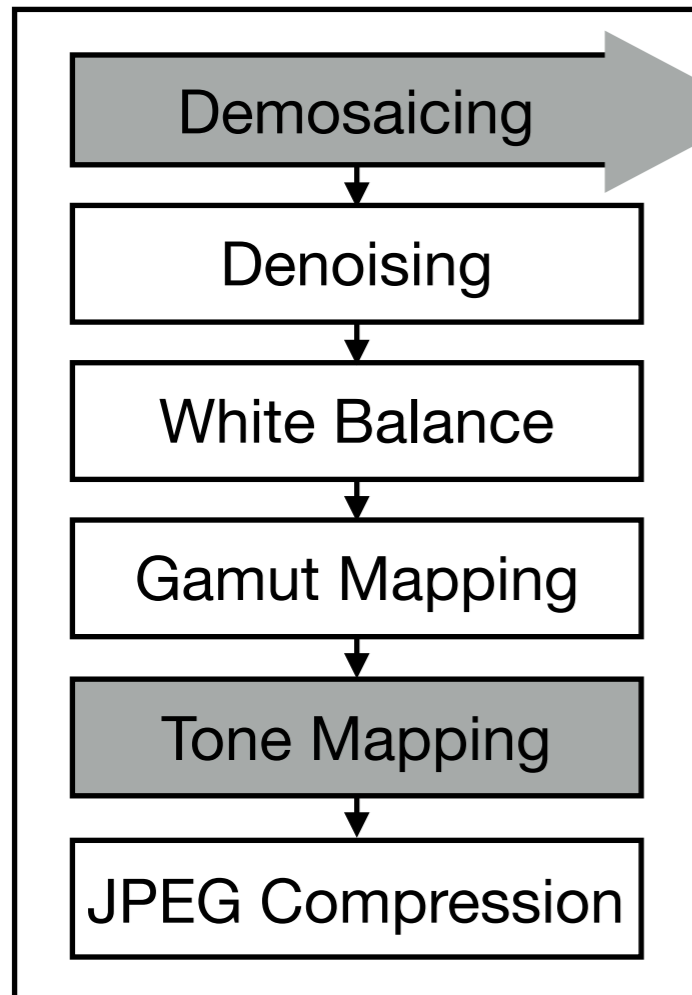 Demosaicing
Denoising
White Balance
Gamut Mapping
Tone Mapping
JPEG Compression